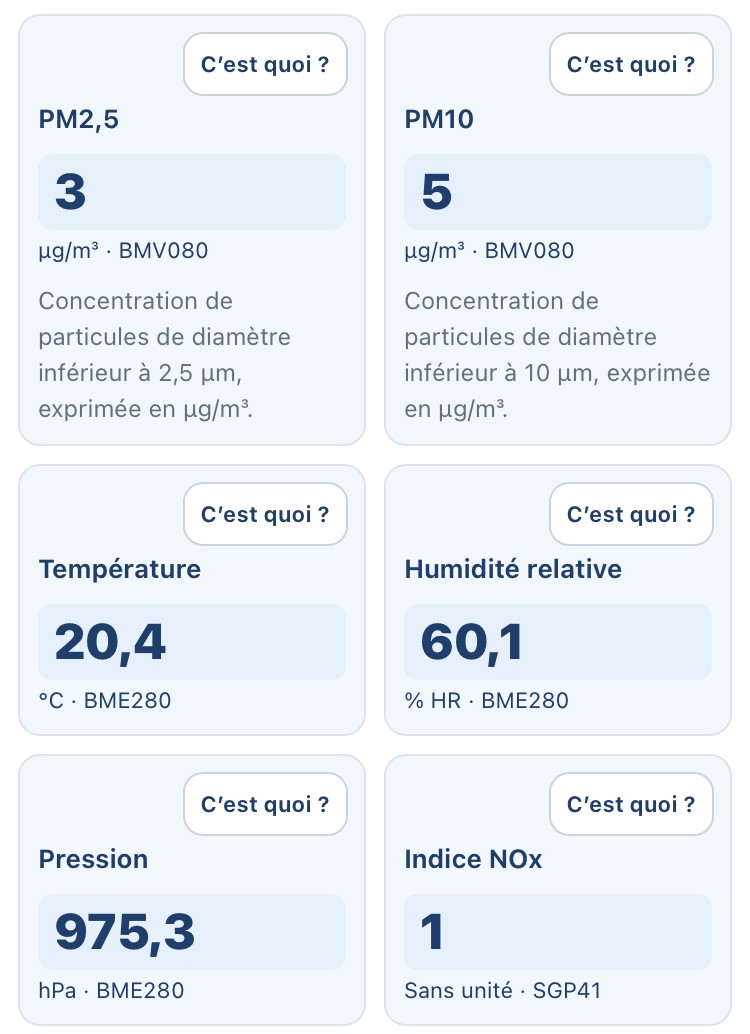 C’est quoi ?
PM2,5
3
µg/m³ · BMV080
Concentration de
particules de diamètre
inférieur à 2,5 µm,
exprimée en µg/m³.
C’est quoi ?
PM10
5
µg/m³ · BMV080
Concentration de
particules de diamètre
inférieur à 10 µm, exprimée
en µg/m³.
C’est quoi ?
Température
20,4
°C · BME280
C’est quoi ?
Humidité relative
60,1
% HR · BME280
C’est quoi ?
Pression
975,3
hPa · BME280
C’est quoi ?
Indice NOx
1
Sans unité · SGP41